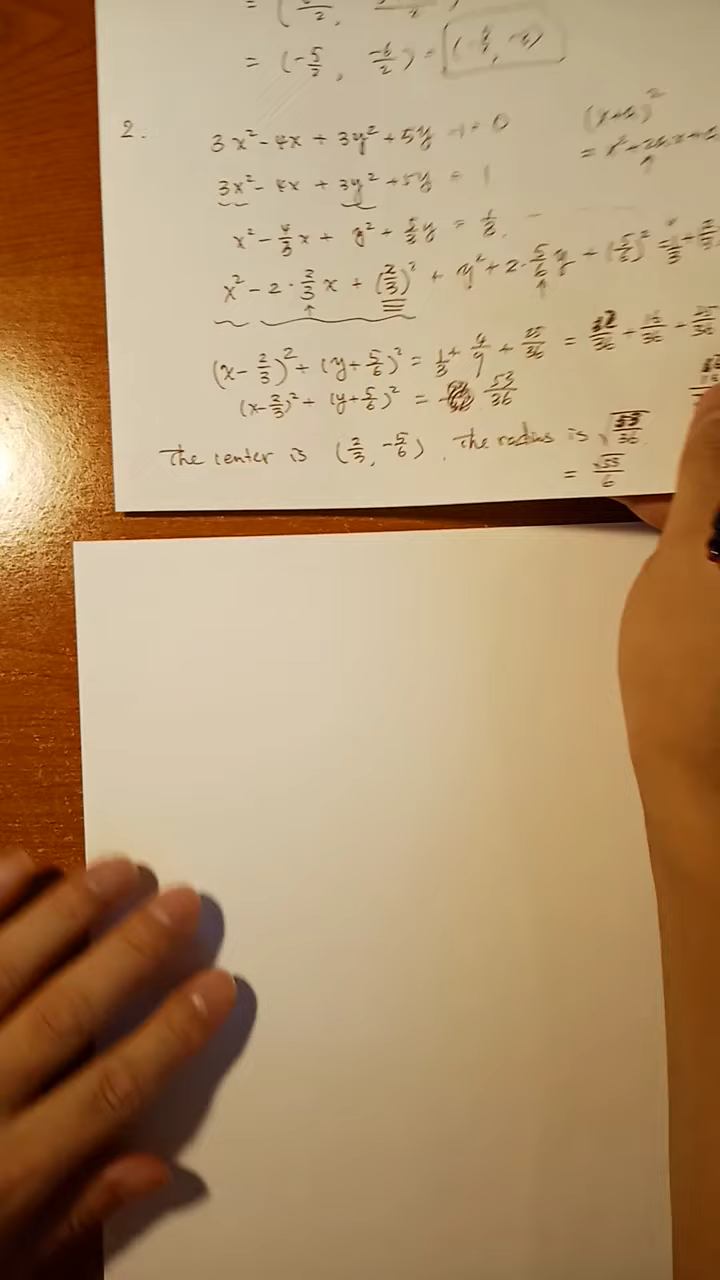 = (-5/2, -6/2) =
2.
3x² - 4x + 3y² + 5y - 1 = 0
3x² - 4x + 3y² + 5y = 1
x² - 4/3 x + y² + 5/3 y = 1/3
x² - 2 · 2/3 x + (2/3)² + y² + 2 · 5/6 y + (5/6)² = 1/3 +
(x - 2/3)² + (y + 5/6)² = 1/3 + 4/9 + 25/36 = 12/36 + 16/36 + 25/36
(x - 2/3)² + (y + 5/6)² = 53/36
The center is (2/3, -5/6). The radius is √53/36
= √53/6